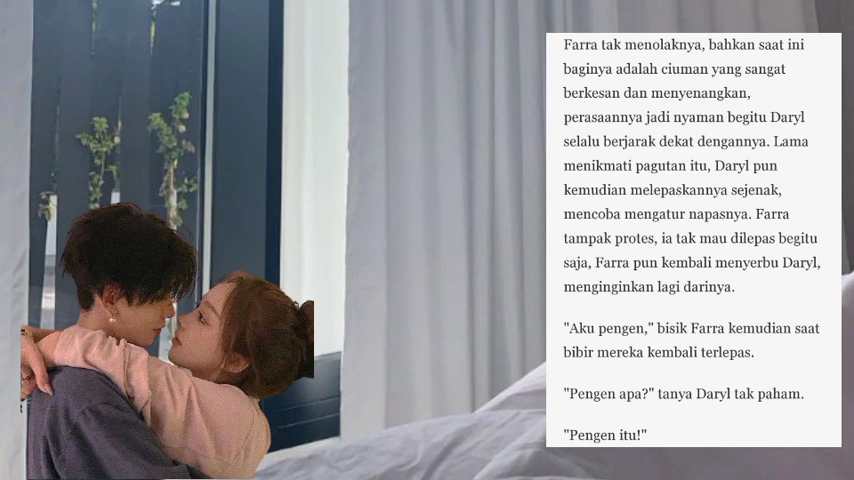 Farra tak menolaknya, bahkan saat ini
baginya adalah ciuman yang sangat
berkesan dan menyenangkan,
perasaannya jadi nyaman begitu Daryl
selalu berjarak dekat dengannya. Lama
menikmati pagutan itu, Daryl pun
kemudian melepaskannya sejenak,
mencoba mengatur napasnya. Farra
tampak protes, ia tak mau dilepas begitu
saja, Farra pun kembali menyerbu Daryl,
menginginkan lagi darinya.
"Aku pengen," bisik Farra kemudian saat
bibir mereka kembali terlepas.
"Pengen apa?" tanya Daryl tak paham.
"Pengen itu!"